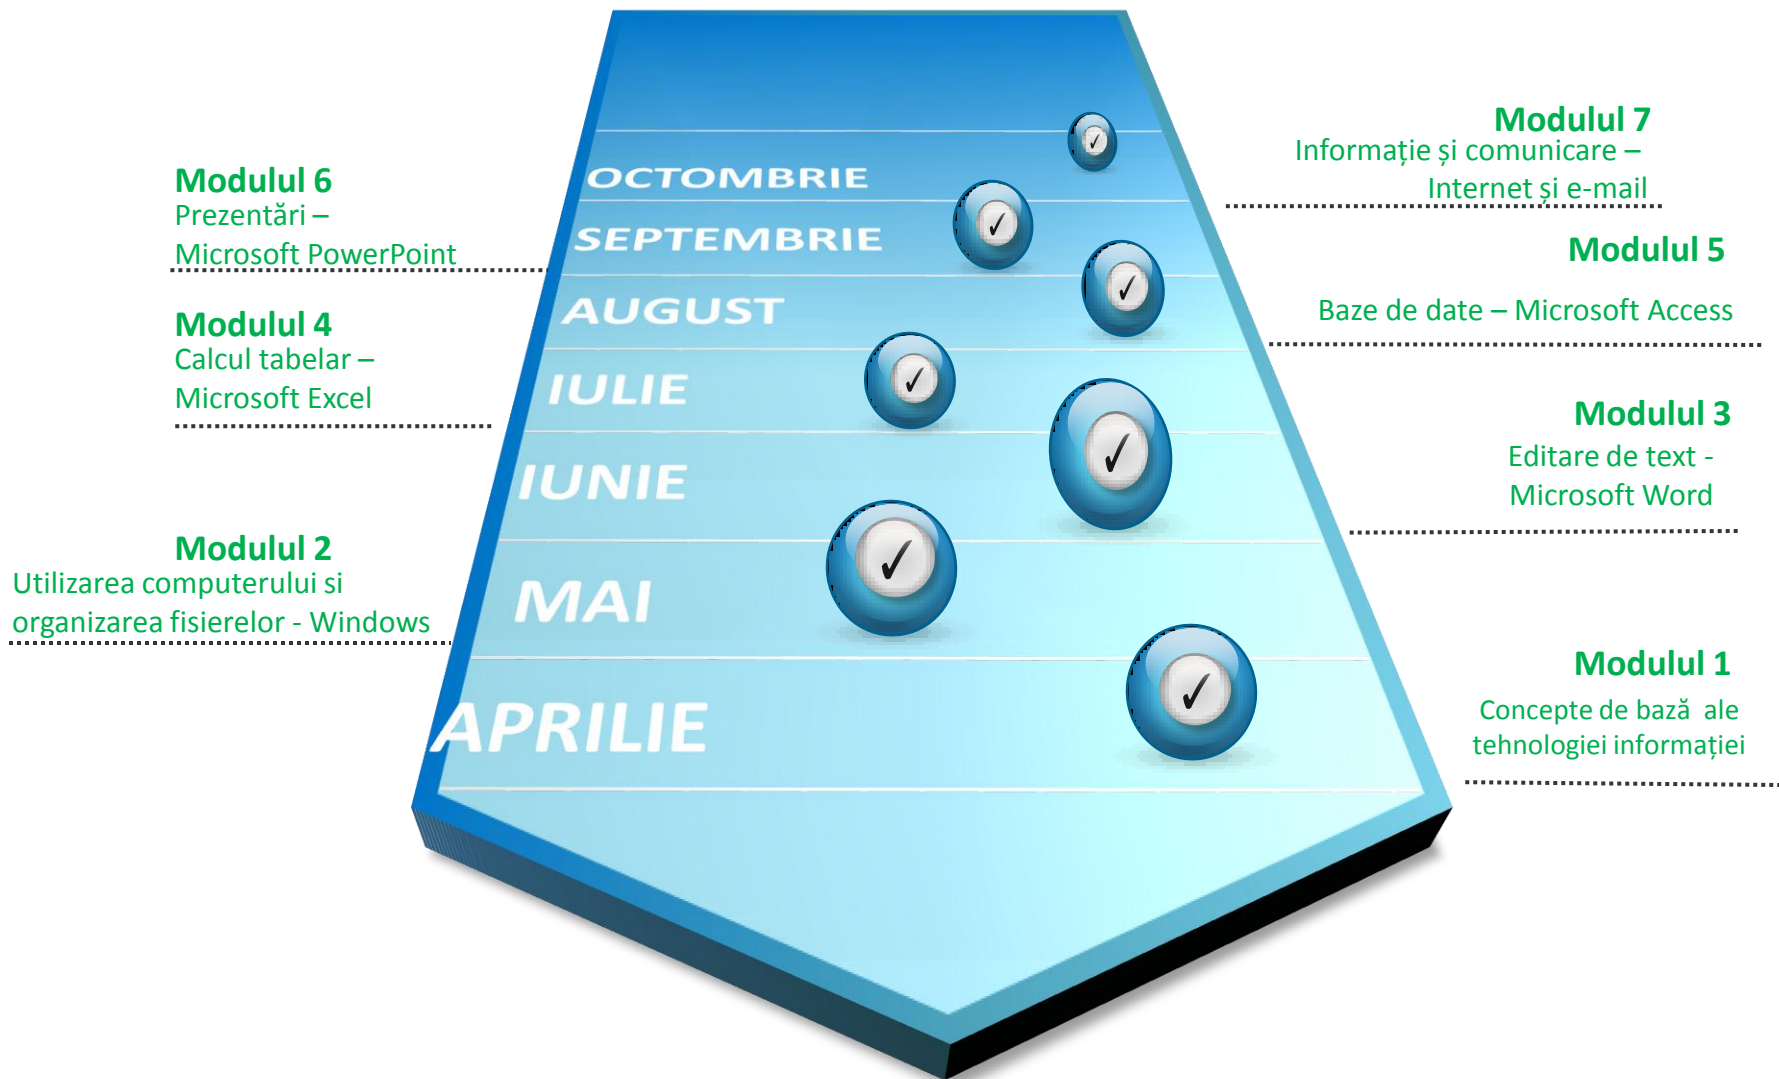 Modulul 7
Informație și comunicare –
Internet și e-mail
Modulul 6
Prezentări –
Microsoft PowerPoint
OCTOMBRIE
SEPTEMBRIE
Modulul 5
Baze de date – Microsoft Access
AUGUST
Modulul 4
Calcul tabelar –
Microsoft Excel
IULIE
Modulul 3
Editare de text -
Microsoft Word
IUNIE
Modulul 2
Utilizarea computerului si
organizarea fisierelor - Windows
MAI
Modulul 1
Concepte de bază ale
tehnologiei informației
APRILIE